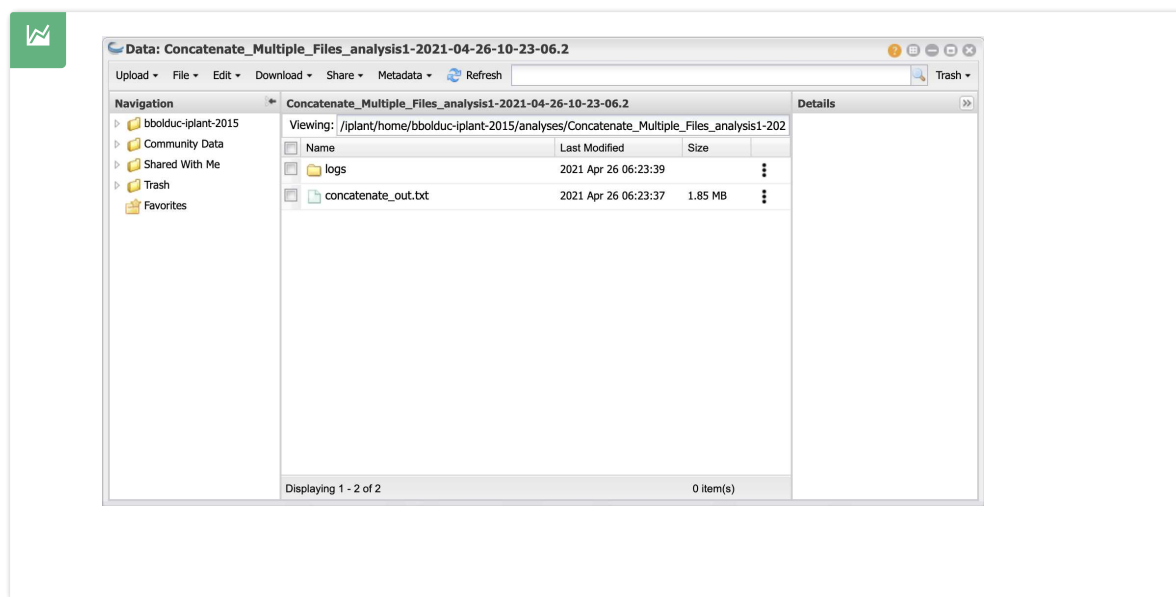 Data: Concatenate_Multiple_Files_analysis1-2021-04-26-10-23-06.2
Upload File Edit Download Share Metadata Refresh Trash
Navigation
bbolduc-iplant-2015
Community Data
Shared With Me
Trash
Favorites
Concatenate_Multiple_Files_analysis1-2021-04-26-10-23-06.2
Viewing: /iplant/home/bbolduc-iplant-2015/analyses/Concatenate_Multiple_Files_analysis1-202
Name Last Modified Size
logs 2021 Apr 26 06:23:39
concatenate_out.txt 2021 Apr 26 06:23:37 1.85 MB
Displaying 1 - 2 of 2 0 item(s)
Details